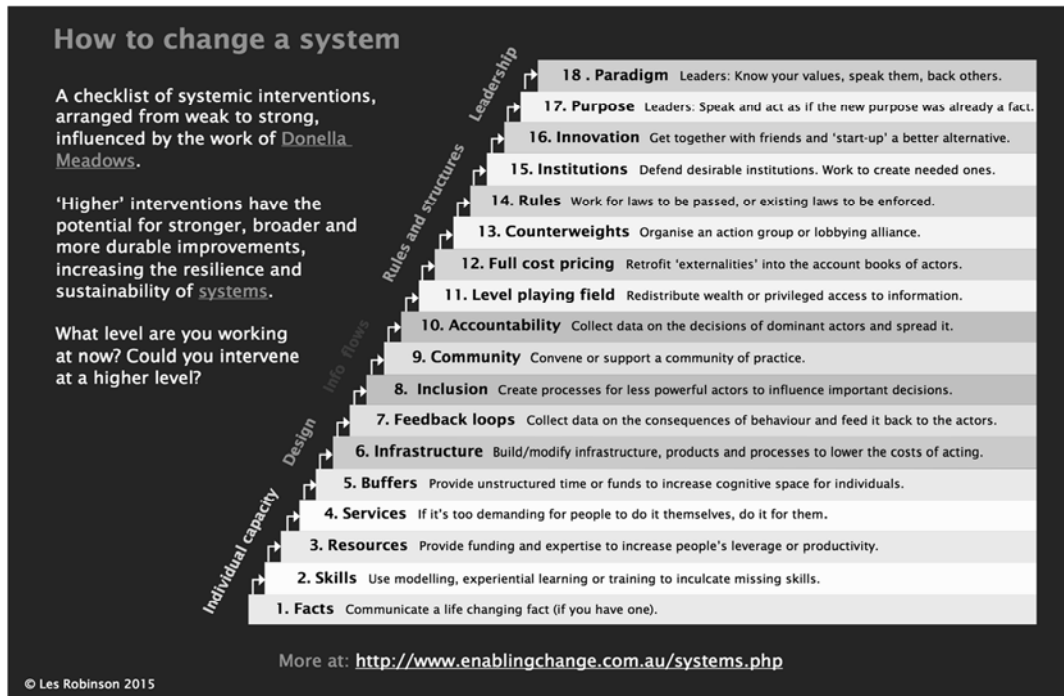 How to change a system
A checklist of systemic interventions,
arranged from weak to strong,
influenced by the work of Donella
Meadows.
‘Higher’ interventions have the
potential for stronger, broader and
more durable improvements,
increasing the resilience and
sustainability of systems.
What level are you working
at now? Could you intervene
at a higher level?
Leadership
Rules and structures
Info flows
Design
Individual capacity
18 . Paradigm Leaders: Know your values, speak them, back others.
17. Purpose Leaders: Speak and act as if the new purpose was already a fact.
16. Innovation Get together with friends and ‘start-up’ a better alternative.
15. Institutions Defend desirable institutions. Work to create needed ones.
14. Rules Work for laws to be passed, or existing laws to be enforced.
13. Counterweights Organise an action group or lobbying alliance.
12. Full cost pricing Retrofit ‘externalities’ into the account books of actors.
11. Level playing field Redistribute wealth or privileged access to information.
10. Accountability Collect data on the decisions of dominant actors and spread it.
9. Community Convene or support a community of practice.
8. Inclusion Create processes for less powerful actors to influence important decisions.
7. Feedback loops Collect data on the consequences of behaviour and feed it back to the actors.
6. Infrastructure Build/modify infrastructure, products and processes to lower the costs of acting.
5. Buffers Provide unstructured time or funds to increase cognitive space for individuals.
4. Services If it’s too demanding for people to do it themselves, do it for them.
3. Resources Provide funding and expertise to increase people’s leverage or productivity.
2. Skills Use modelling, experiential learning or training to inculcate missing skills.
1. Facts Communicate a life changing fact (if you have one).
More at: http://www.enablingchange.com.au/systems.php
© Les Robinson 2015